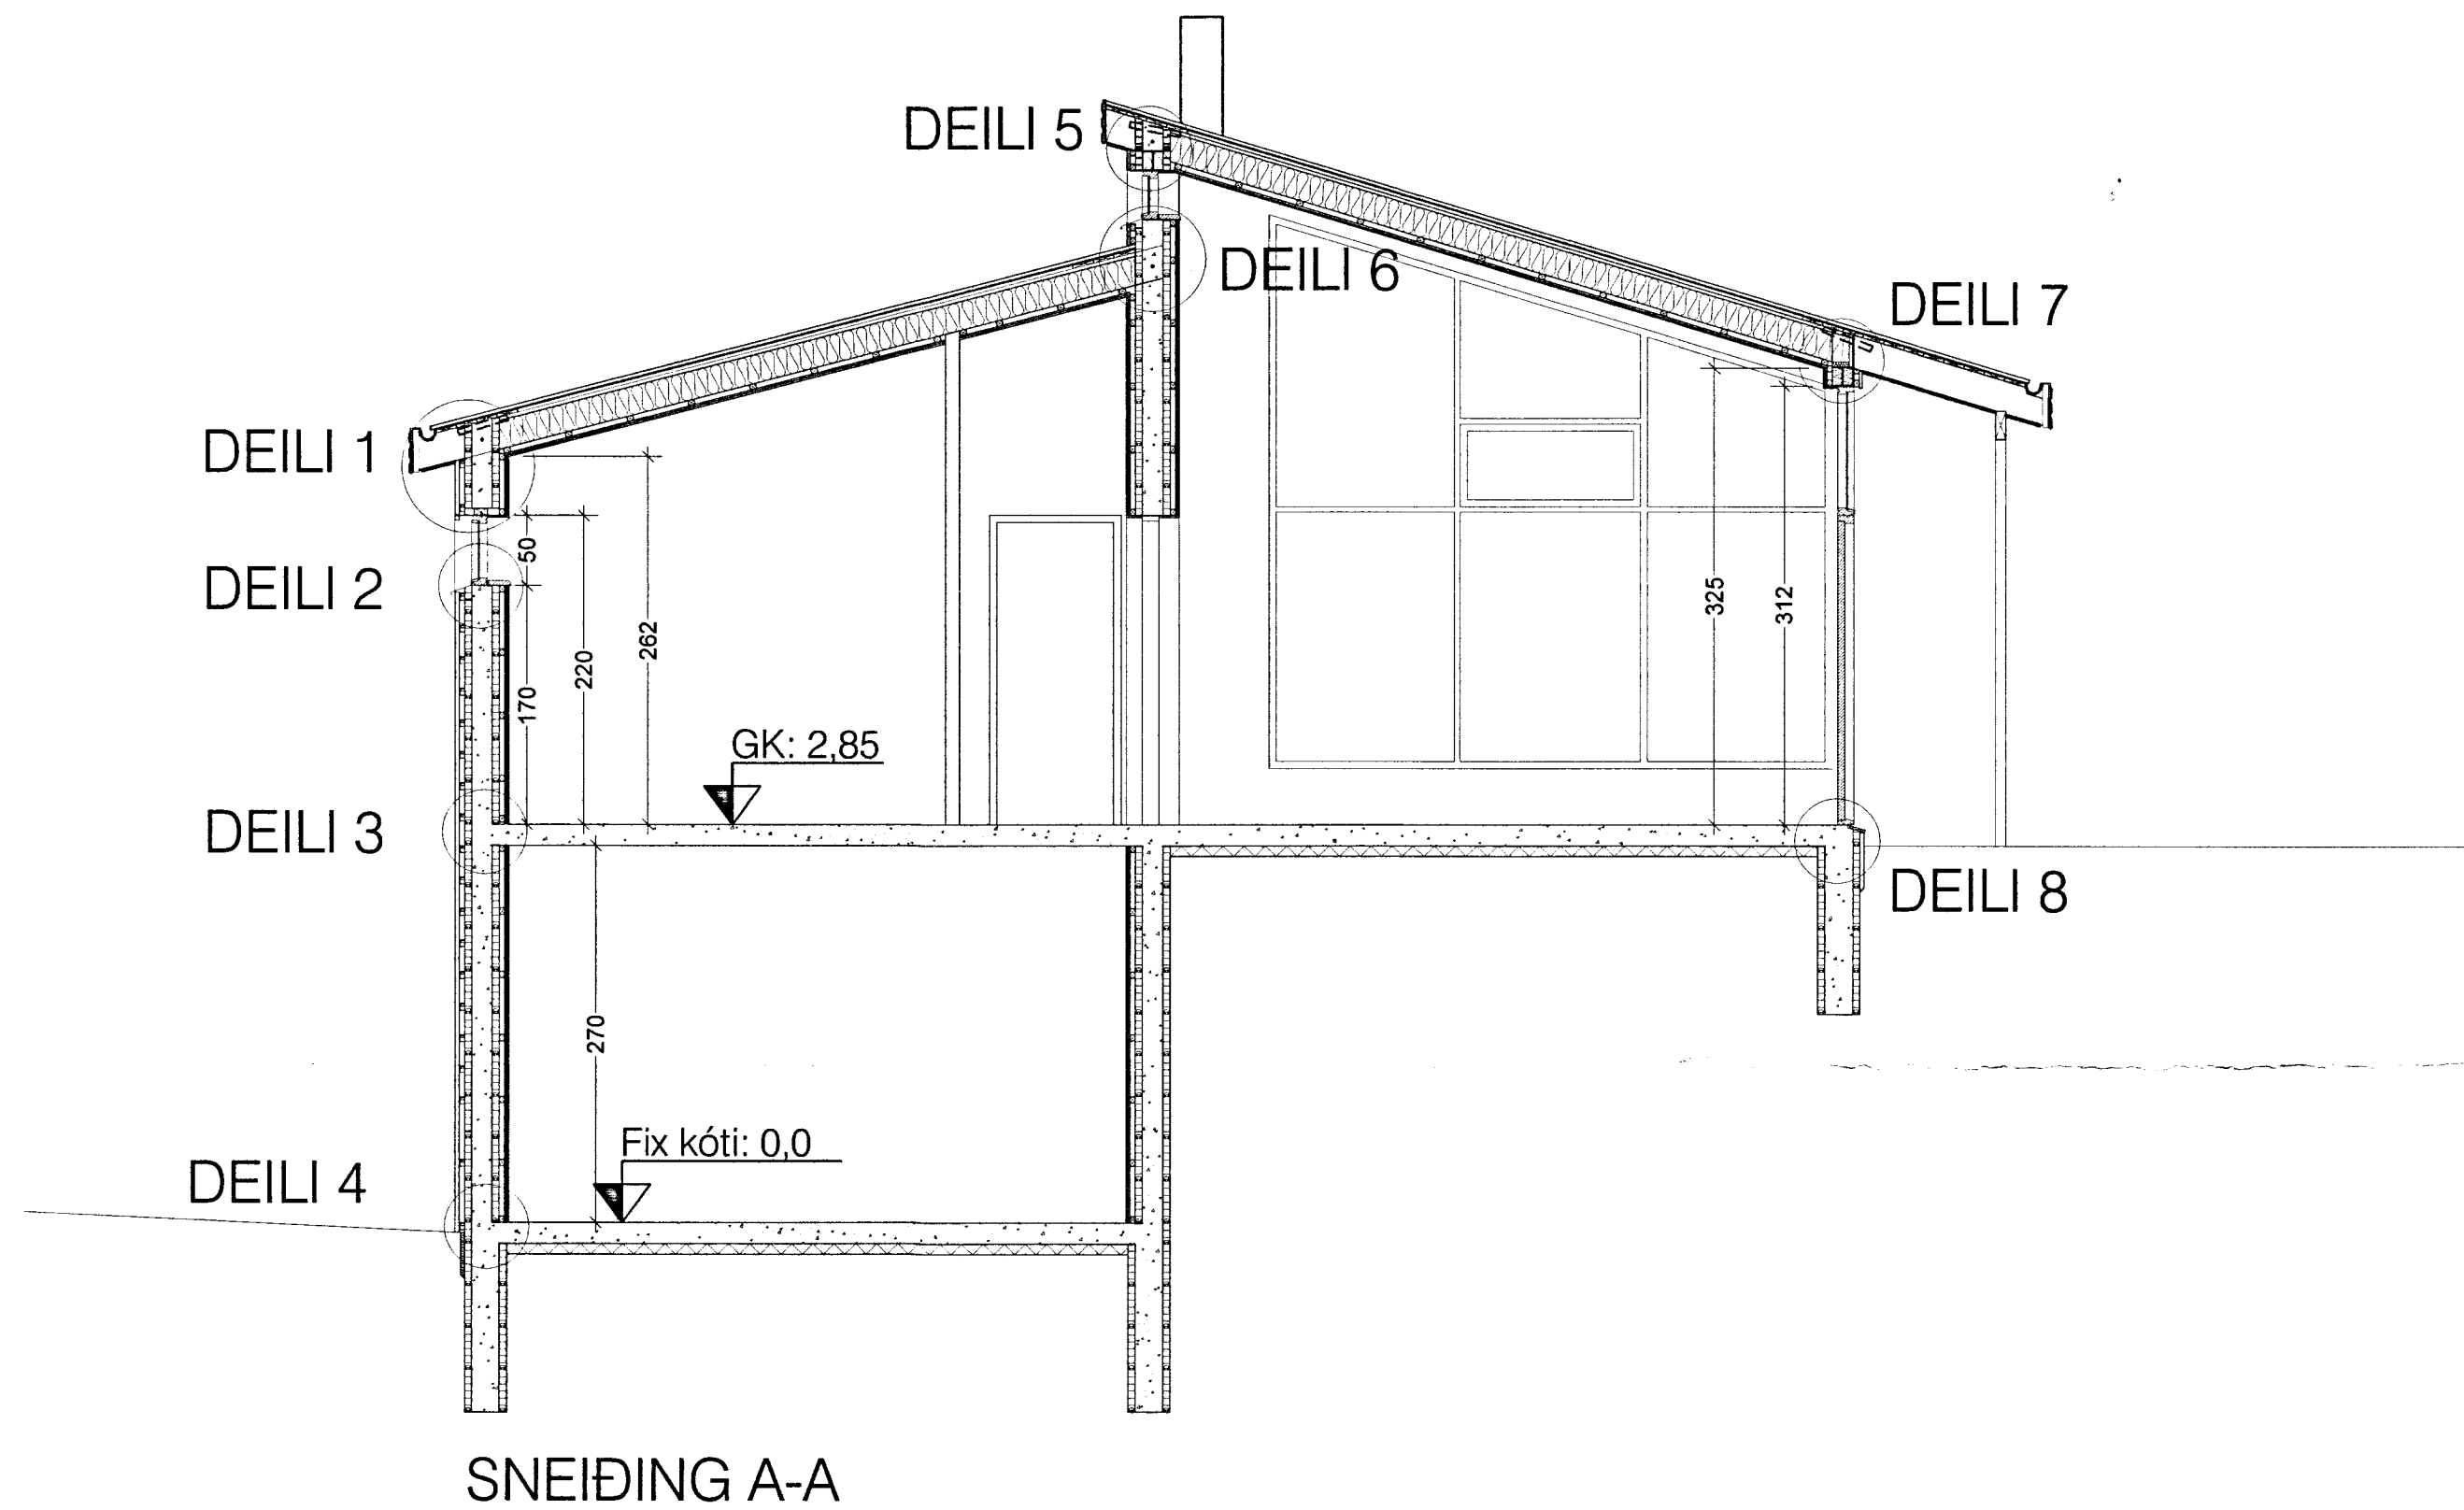 DEILI 5
DEILI 6
DEILI 7
DEILI 1
DEILI 2
50
220
262
170
325
312
GK: 2,85
DEILI 3
DEILI 8
270
Fix kóti: 0,0
DEILI 4
SNEIÐING A-A